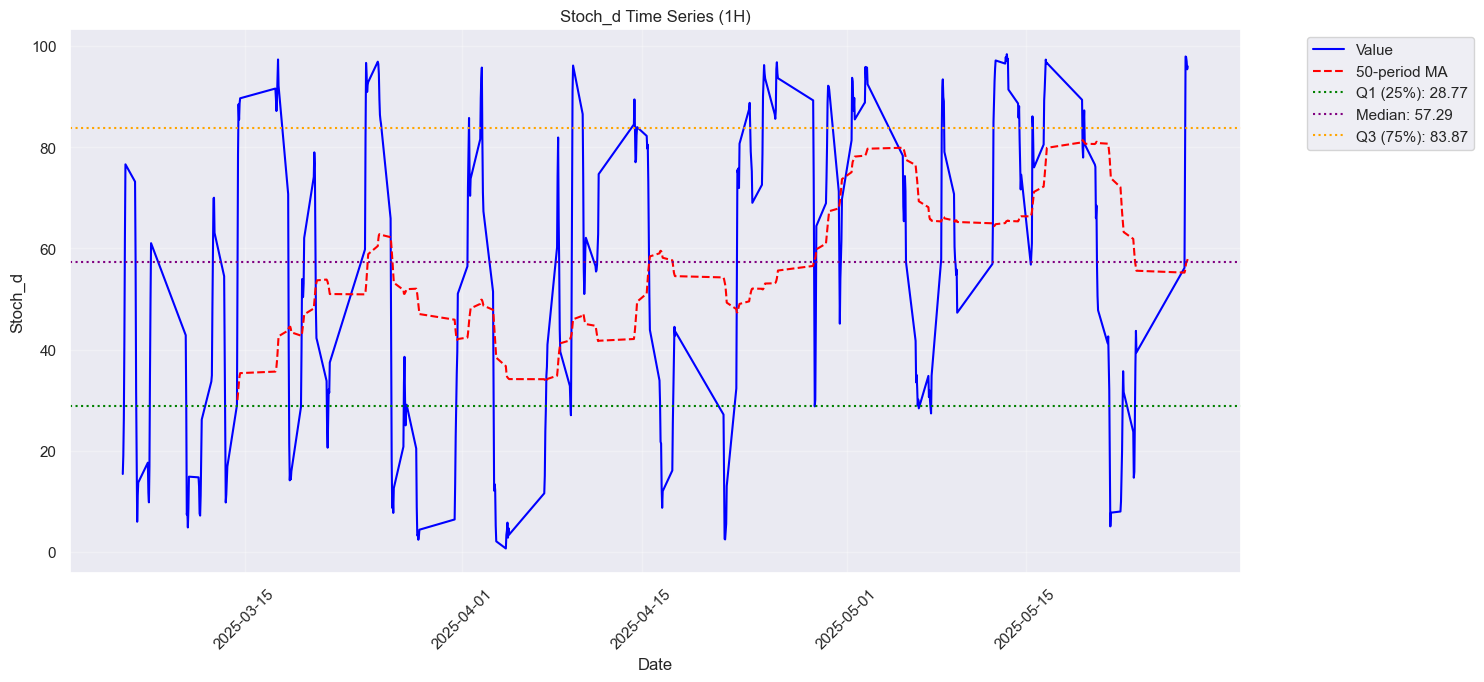 Stoch_d Time Series (1H)
Value
50-period MA
Q1 (25%): 28.77
Median: 57.29
Q3 (75%): 83.87
Stoch_d
100
80
60
40
20
0
2025-03-15
2025-04-01
2025-04-15
2025-05-01
2025-05-15
Date